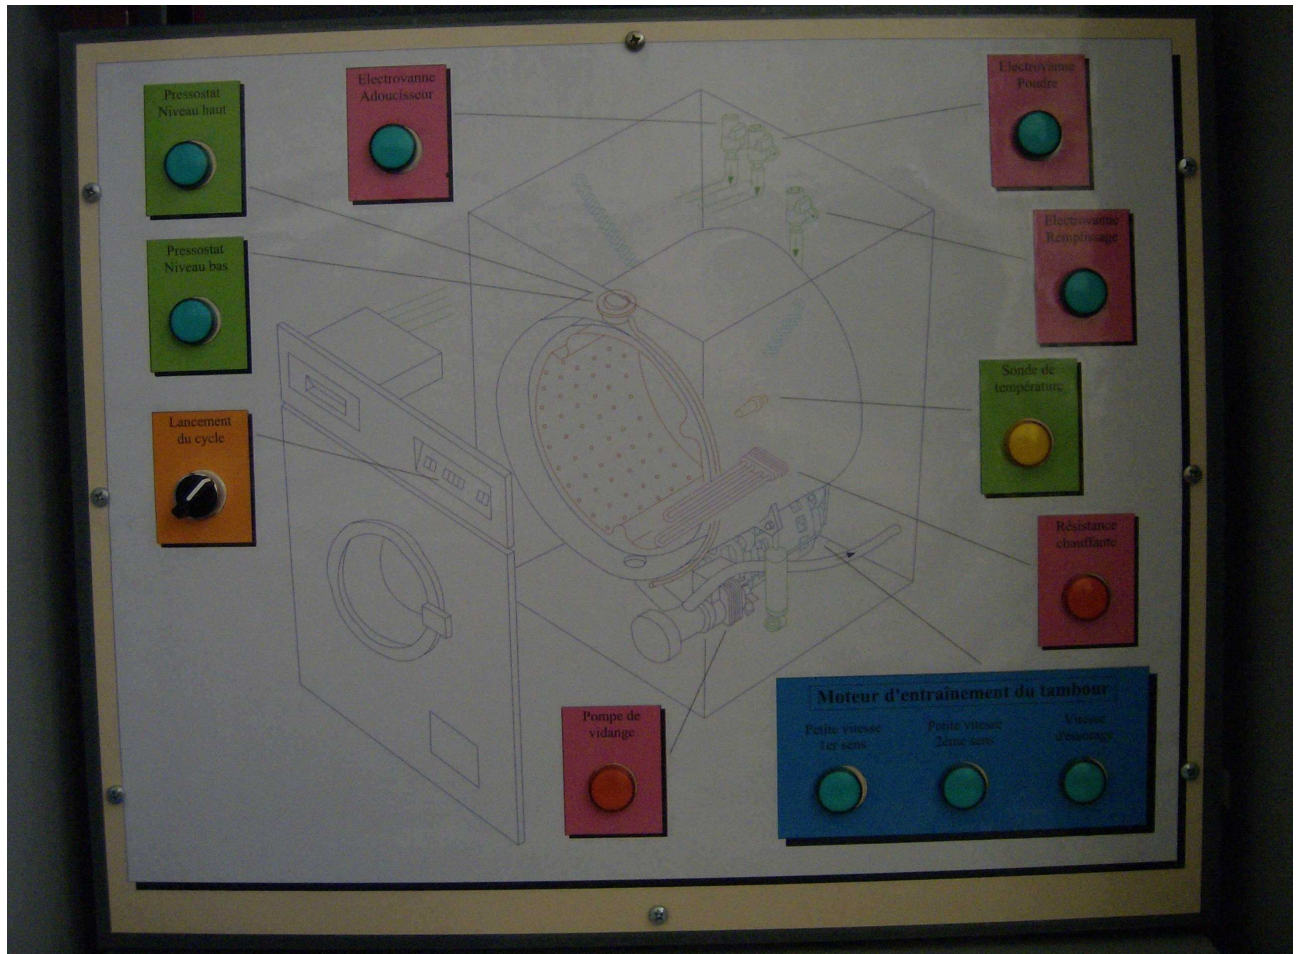 Pressostat
Niveau haut
Electrovanne
Adoucisseur
Electrovanne
Poudre
Pressostat
Niveau bas
Electrovanne
Remplissage
Lancement
du cycle
Sonde de
température
Résistance
chauffante
Pompe de
vidange
Moteur d'entraînement du tambour
Petite vitesse
1er sens
Petite vitesse
2ème sens
Vitesse
d'essorage